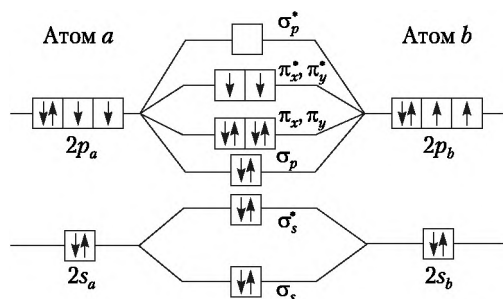 σ*p
Атом a
Атом b
π*x, π*y
πx, πy
2pa
2pb
σp
σ*s
2sa
2sb
σs